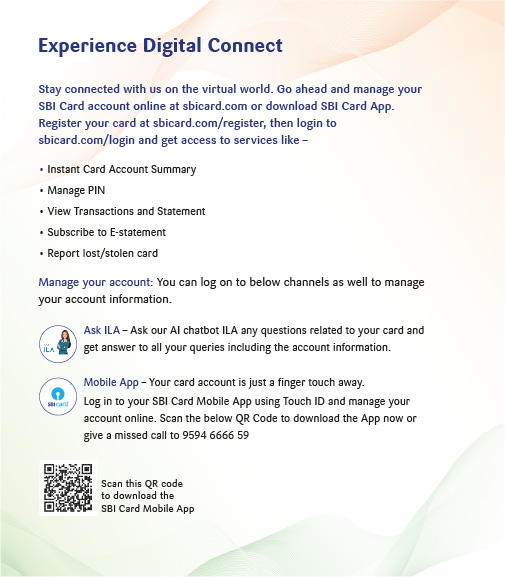 Experience Digital Connect
Stay connected with us on the virtual world. Go ahead and manage your
SBI Card account online at sbicard.com or download SBI Card App.
Register your card at sbicard.com/register, then login to
sbicard.com/login and get access to services like –
• Instant Card Account Summary
• Manage PIN
• View Transactions and Statement
• Subscribe to E-statement
• Report lost/stolen card
Manage your account: You can log on to below channels as well to manage
your account information.
ASK
ILA
Ask ILA – Ask our AI chatbot ILA any questions related to your card and
get answer to all your queries including the account information.
SBI card
Mobile App – Your card account is just a finger touch away.
Log in to your SBI Card Mobile App using Touch ID and manage your
account online. Scan the below QR Code to download the App now or
give a missed call to 9594 6666 59
Scan this QR code
to download the
SBI Card Mobile App